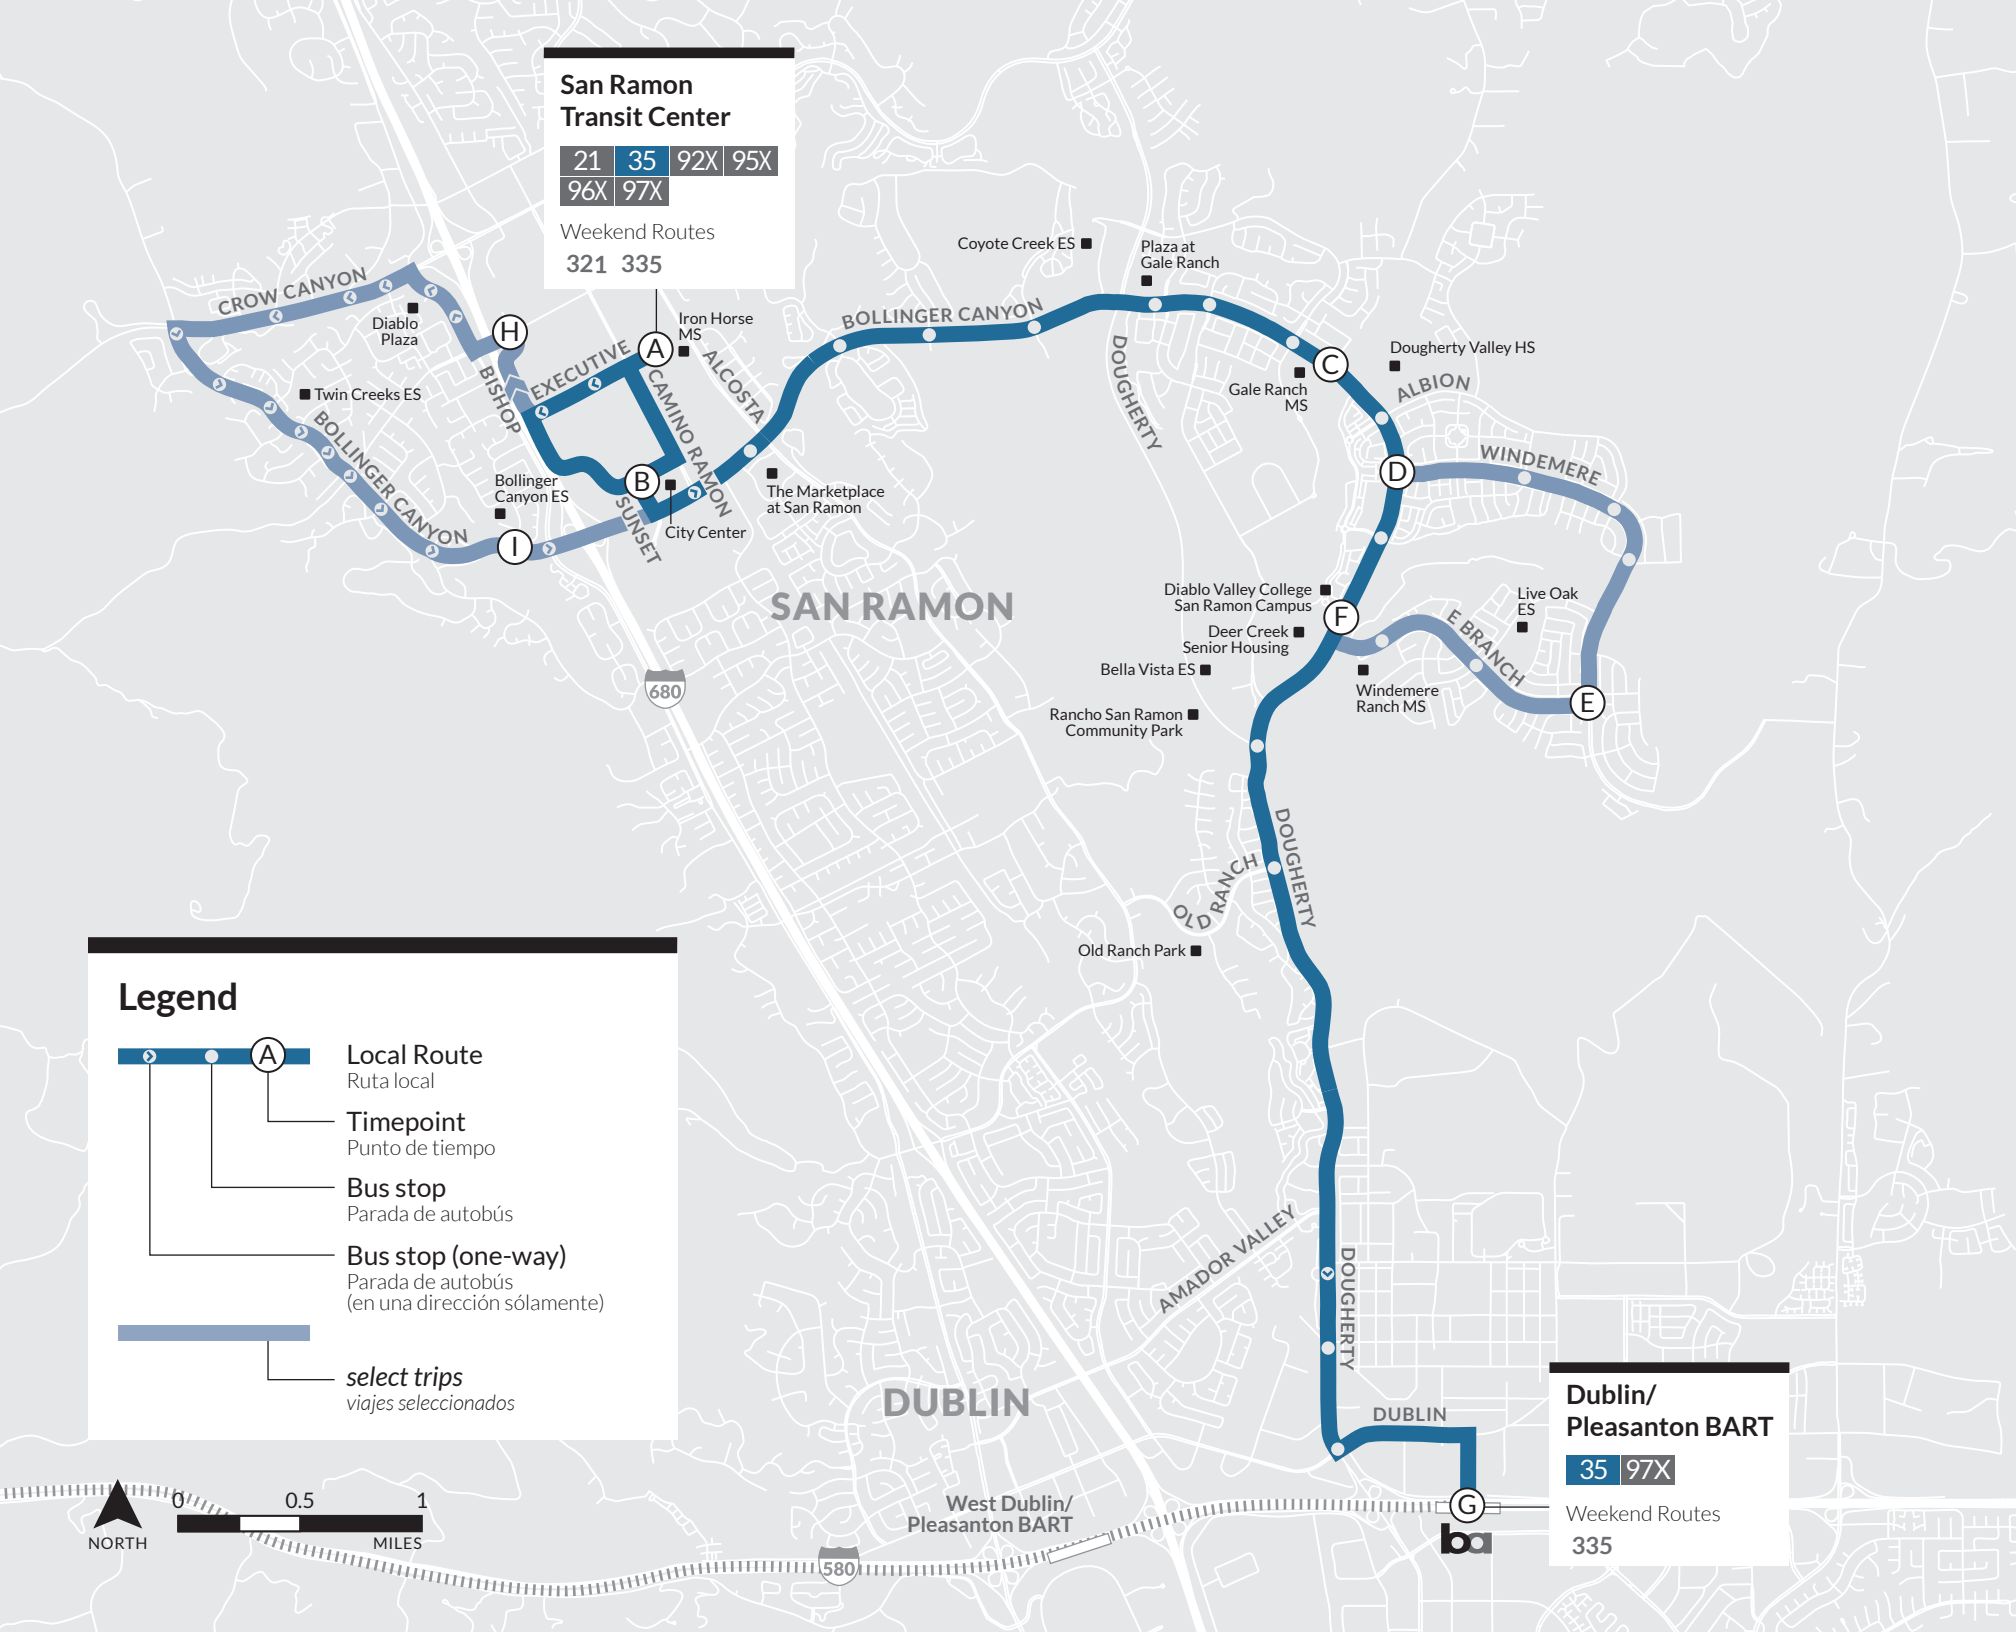 San Ramon
Transit Center
21 35 92X 95X
96X 97X
Weekend Routes
321 335
Coyote Creek ES
Plaza at
Gale Ranch
CROW CANYON
Diablo
Plaza
H
A
Iron Horse
MS
BOLLINGER CANYON
EXECUTIVE
ALCOSTA
DOUGHERTY
C
Dougherty Valley HS
Gale Ranch
MS
ALBION
Twin Creeks ES
BISHOP
CAMINO RAMON
BOLLINGER CANYON
Bollinger
Canyon ES
B
The Marketplace
at San Ramon
D
WINDEMERE
SUNSET
City Center
I
SAN RAMON
Diablo Valley College
San Ramon Campus
F
Live Oak
ES
Deer Creek
Senior Housing
E BRANCH
Bella Vista ES
680
Windemere
Ranch MS
E
Rancho San Ramon
Community Park
DOUGHERTY
OLD RANCH
Old Ranch Park
Legend
A
Local Route
Ruta local
Timepoint
Punto de tiempo
Bus stop
Parada de autobús
Bus stop (one-way)
Parada de autobús
(en una dirección sólamente)
select trips
viajes seleccionados
AMADOR VALLEY
DOUGHERTY
DUBLIN
DUBLIN
Dublin/
Pleasanton BART
35 97X
Weekend Routes
335
West Dublin/
Pleasanton BART
G
ba
0 0.5 1
NORTH
MILES
580